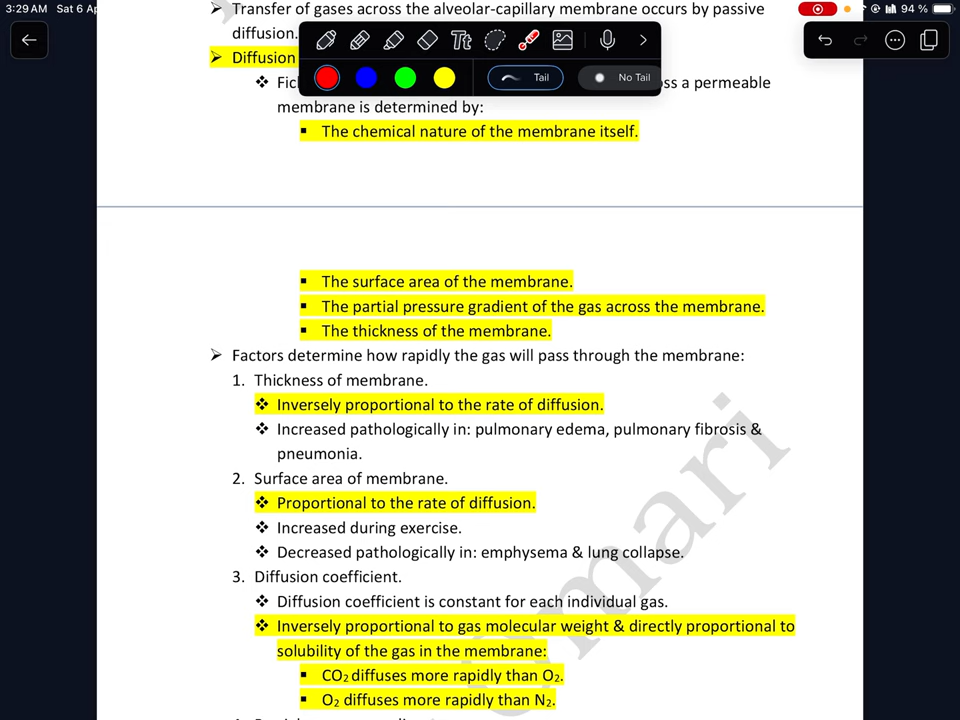 3:29 AM Sat 6 Ap
94 %
➢ Transfer of gases across the alveolar-capillary membrane occurs by passive
diffusion.
Tt
➢ Diffusion
Tail
No Tail
❖ a permeable
membrane is determined by:
▪ The chemical nature of the membrane itself.
▪ The surface area of the membrane.
▪ The partial pressure gradient of the gas across the membrane.
▪ The thickness of the membrane.
➢ Factors determine how rapidly the gas will pass through the membrane:
1. Thickness of membrane.
❖ Inversely proportional to the rate of diffusion.
❖ Increased pathologically in: pulmonary edema, pulmonary fibrosis &
pneumonia.
2. Surface area of membrane.
❖ Proportional to the rate of diffusion.
❖ Increased during exercise.
❖ Decreased pathologically in: emphysema & lung collapse.
3. Diffusion coefficient.
❖ Diffusion coefficient is constant for each individual gas.
❖ Inversely proportional to gas molecular weight & directly proportional to
solubility of the gas in the membrane:
▪ CO₂ diffuses more rapidly than O₂.
▪ O₂ diffuses more rapidly than N₂.
omari